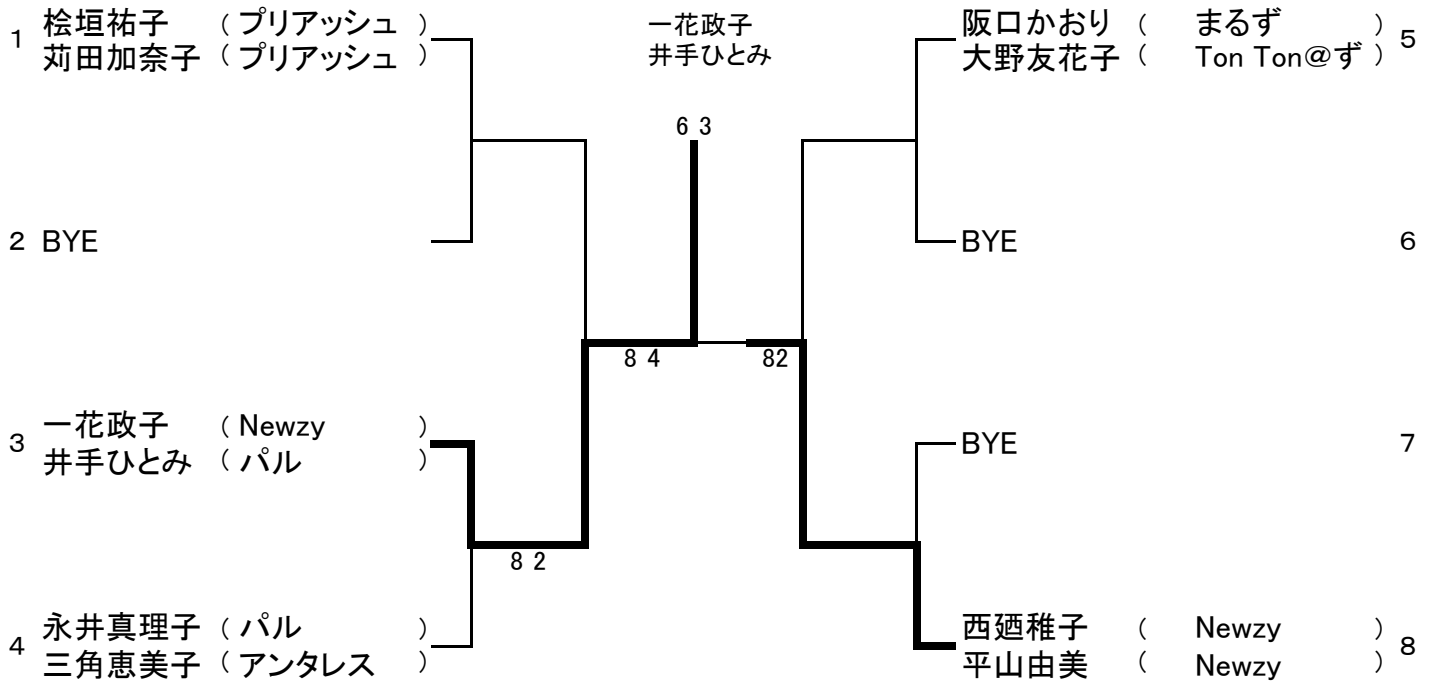 1 桧垣祐子 ( プリアッシュ )
苅田加奈子 ( プリアッシュ )
2 BYE
3 一花政子 ( Newzy )
井手ひとみ ( パル )
4 永井真理子 ( パル )
三角恵美子 ( アンタレス )
8 2
8 4
一花政子
井手ひとみ
6 3
82
阪口かおり ( まるず ) 5
大野友花子 ( Ton Ton@ず )
BYE 6
BYE 7
西廼稚子 ( Newzy ) 8
平山由美 ( Newzy )